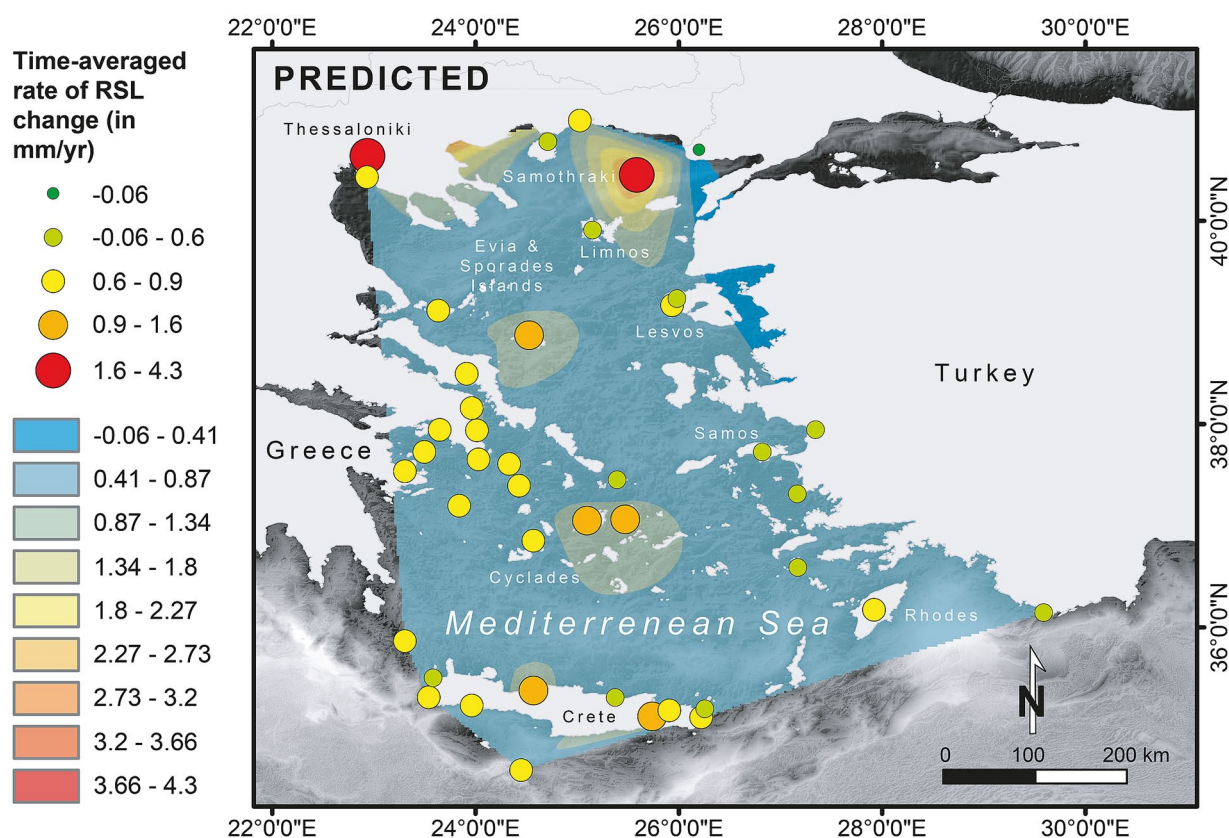 22°0'0"E 24°0'0"E 26°0'0"E 28°0'0"E 30°0'0"E
Time-averaged
rate of RSL
change (in
mm/yr)
-0.06
-0.06 - 0.6
0.6 - 0.9
0.9 - 1.6
1.6 - 4.3
-0.06 - 0.41
0.41 - 0.87
0.87 - 1.34
1.34 - 1.8
1.8 - 2.27
2.27 - 2.73
2.73 - 3.2
3.2 - 3.66
3.66 - 4.3
PREDICTED
Thessaloniki
Samothraki
Limnos
Evia &
Sporades
Islands
Lesvos
Turkey
Samos
Greece
Cyclades
Mediterrenean Sea
Rhodes
Crete
N
0 100 200 km
40°0'0"N
38°0'0"N
36°0'0"N
22°0'0"E 24°0'0"E 26°0'0"E 28°0'0"E 30°0'0"E